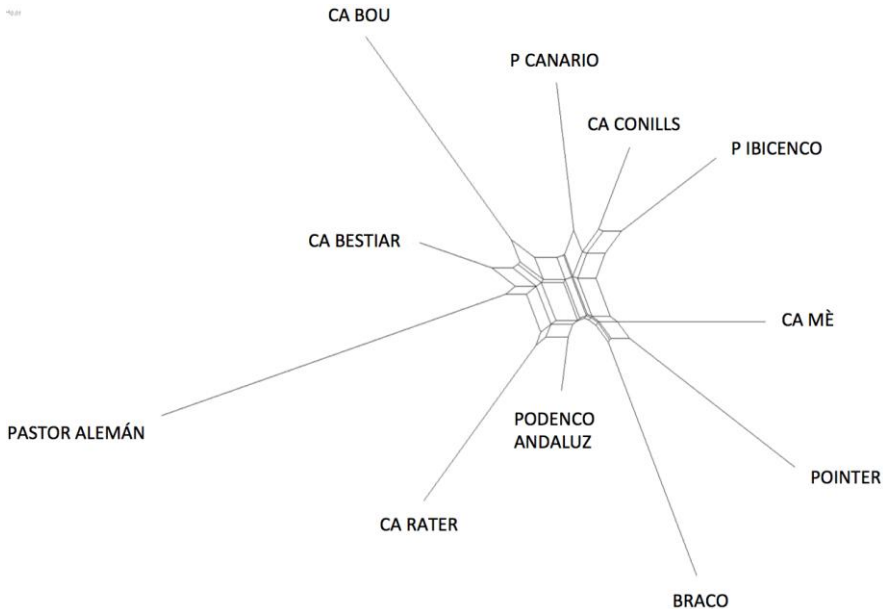 CA BOU
P CANARIO
CA CONILLS
P IBICENCO
CA BESTIAR
CA MÈ
PODENCO
ANDALUZ
PASTOR ALEMÁN
POINTER
CA RATER
BRACO